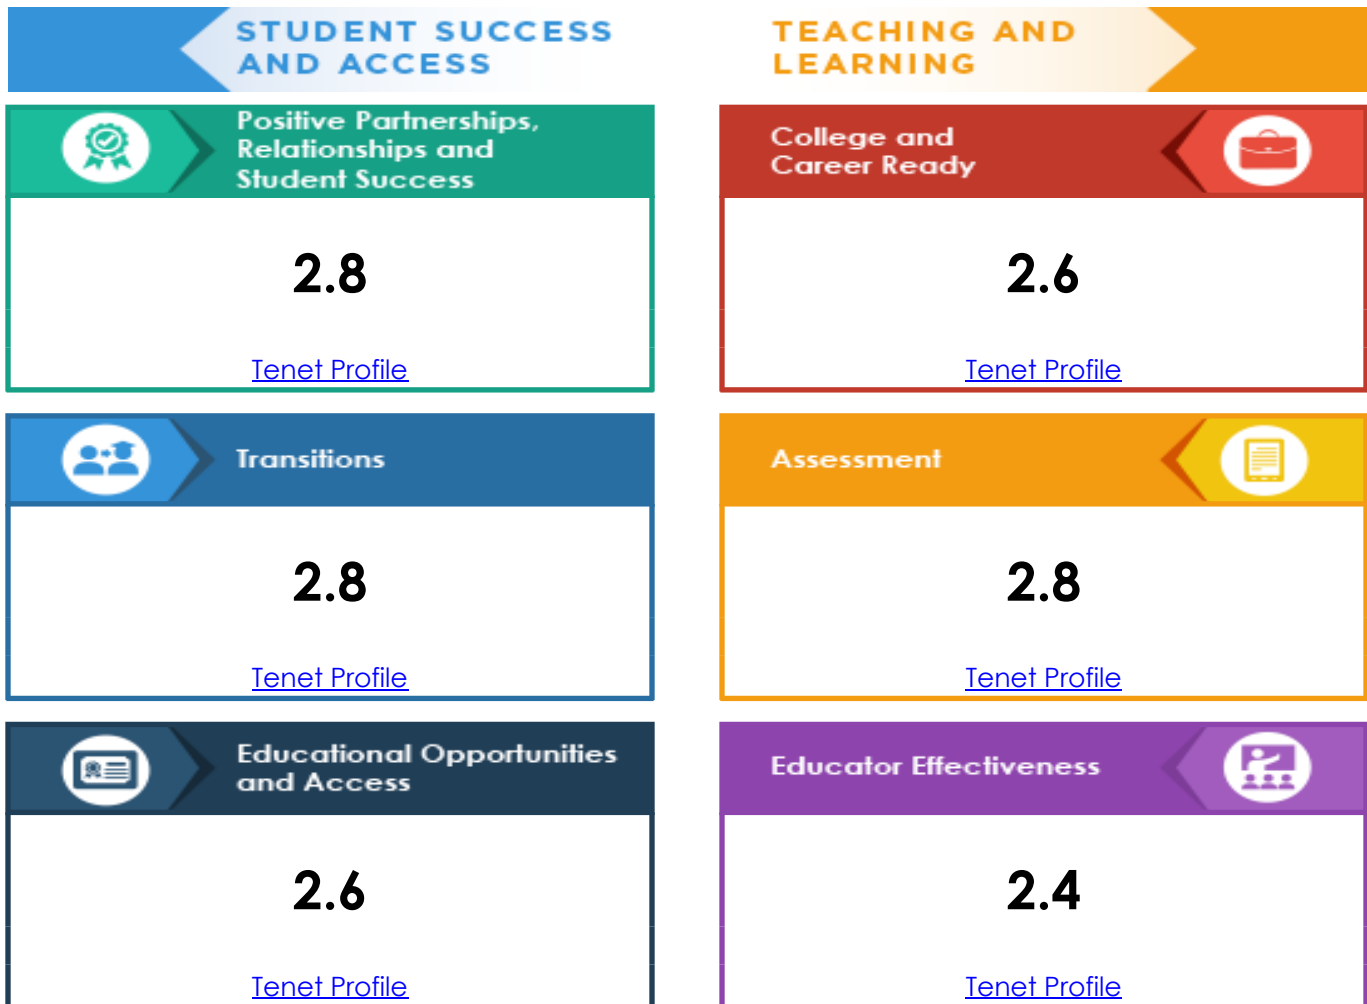 STUDENT SUCCESS
AND ACCESS
Positive Partnerships,
Relationships and
Student Success
2.8
Tenet Profile
Transitions
2.8
Tenet Profile
Educational Opportunities
and Access
2.6
Tenet Profile
TEACHING AND
LEARNING
College and
Career Ready
2.6
Tenet Profile
Assessment
2.8
Tenet Profile
Educator Effectiveness
2.4
Tenet Profile